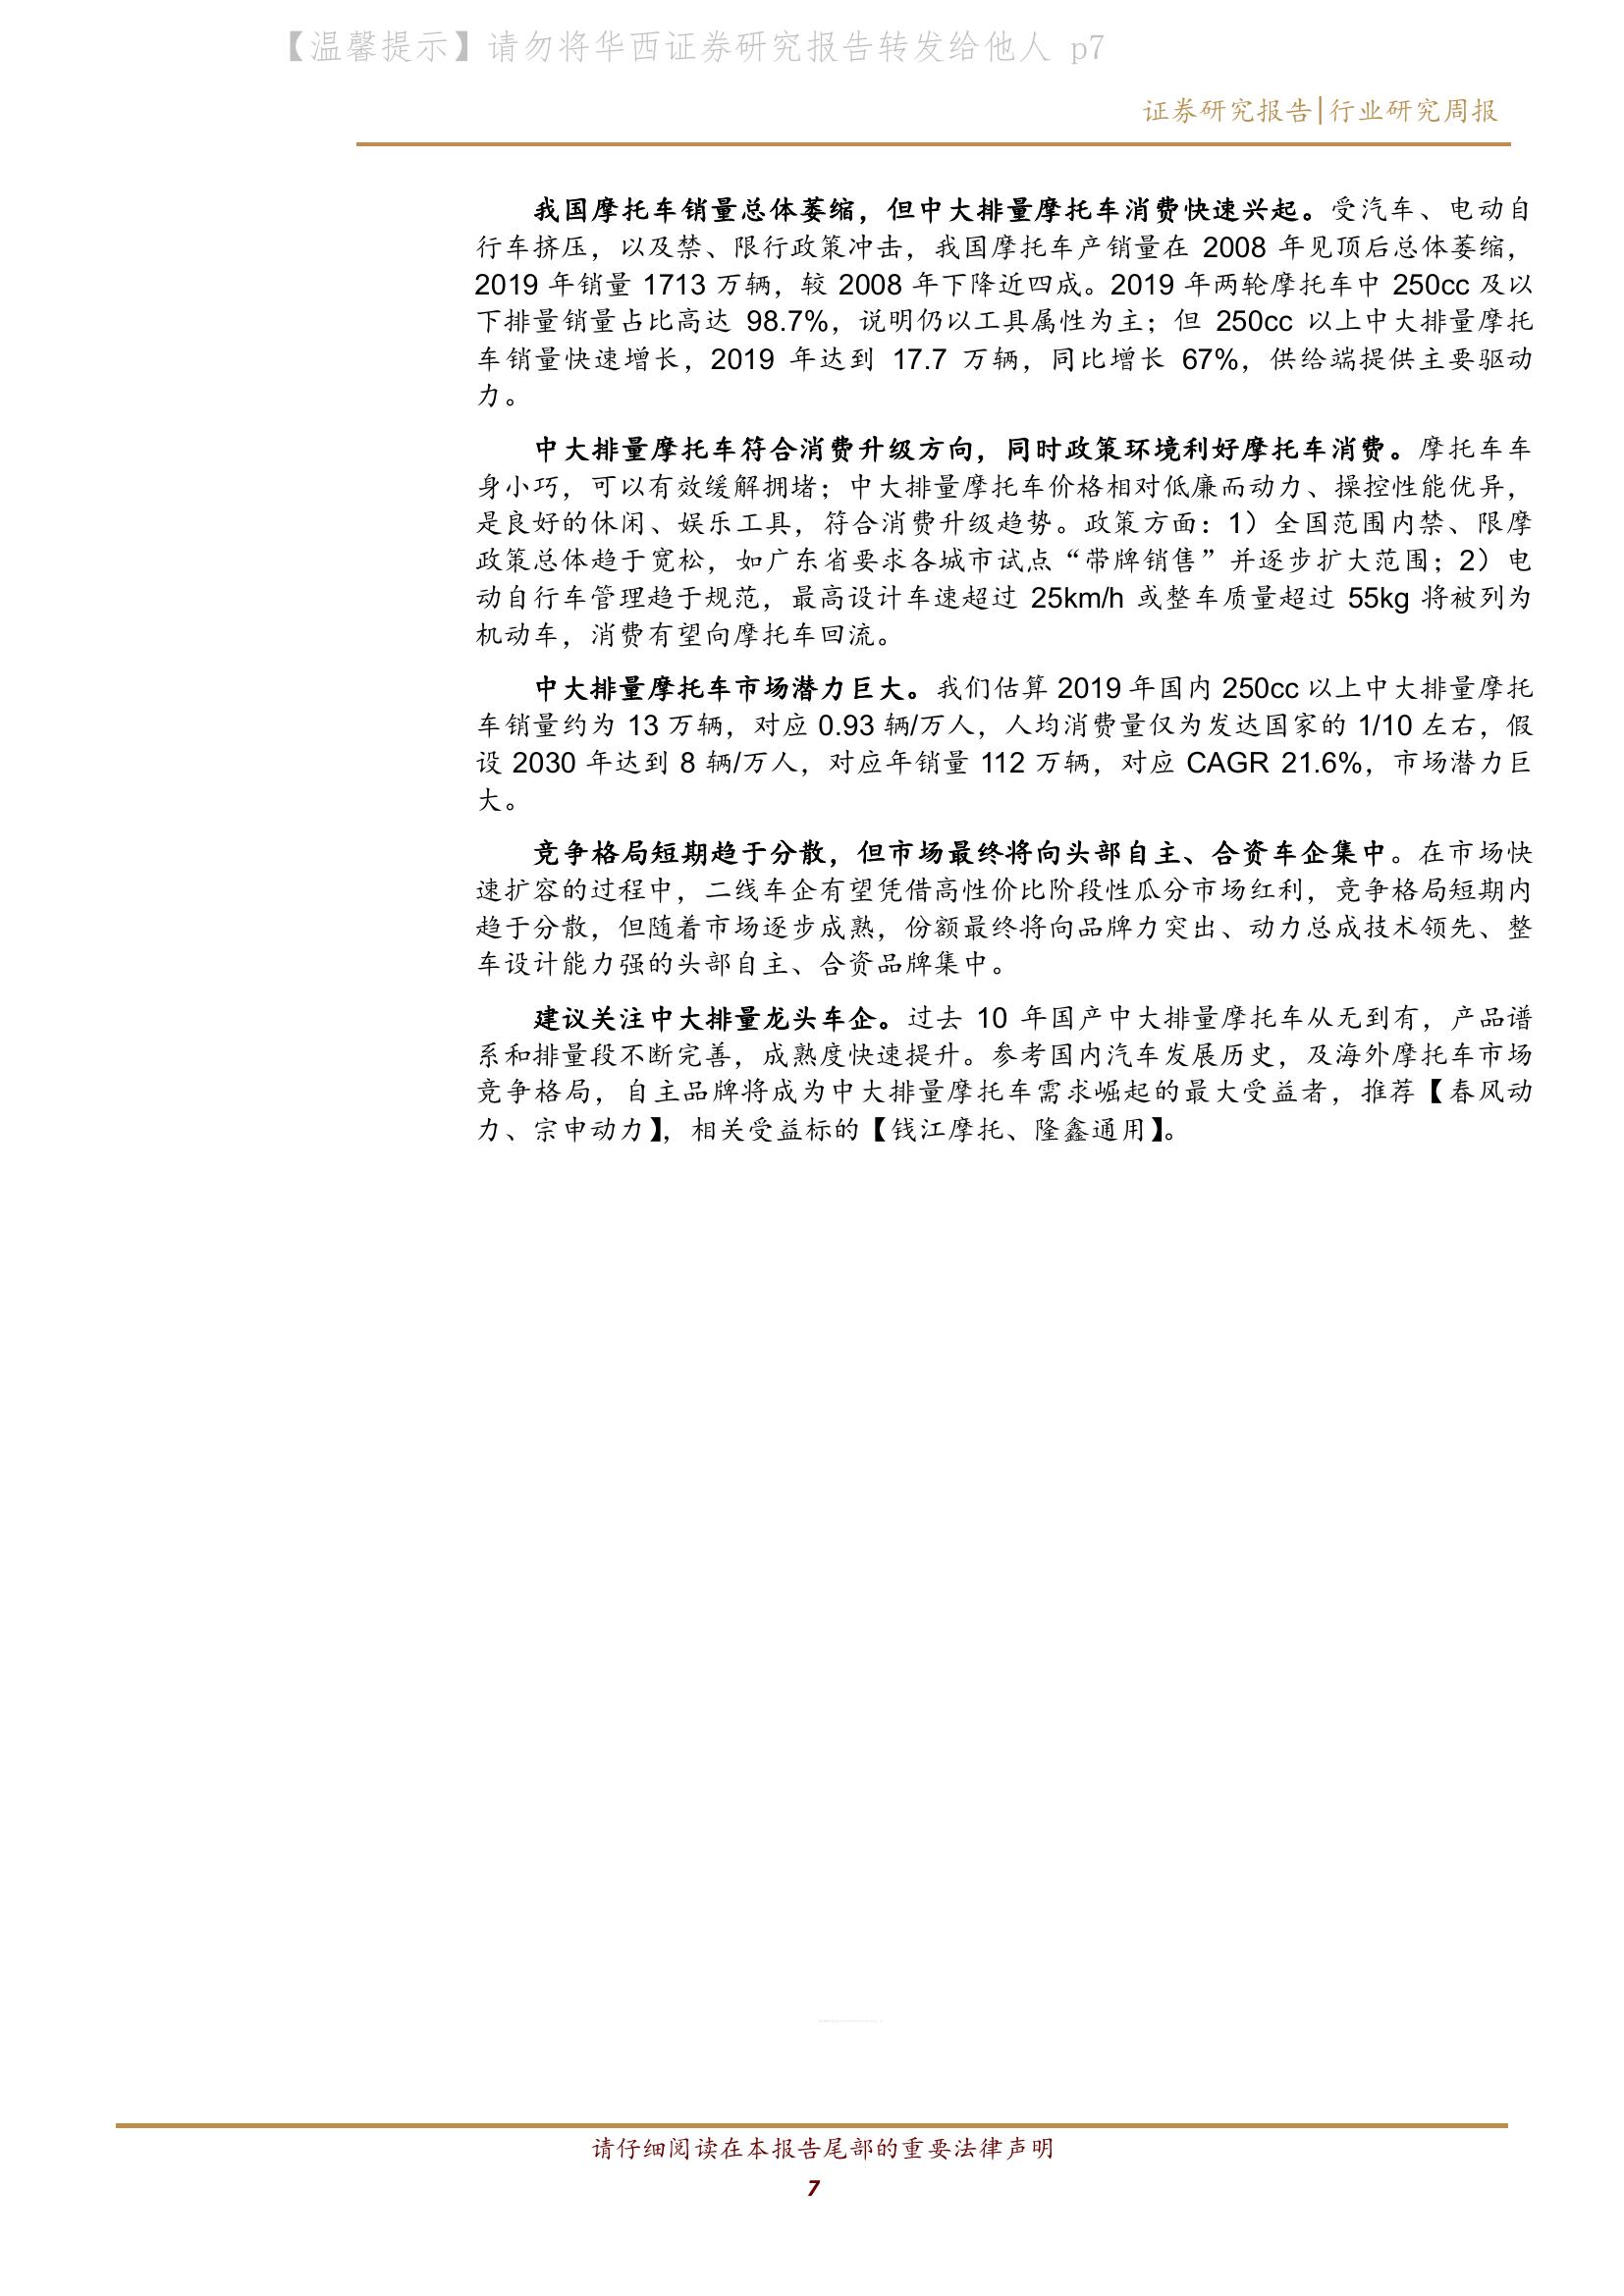 【温馨提示】请勿将华西证券研究报告转发给他人 p7
证券研究报告|行业研究周报
我国摩托车销量总体萎缩，但中大排量摩托车消费快速兴起。受汽车、电动自
行车挤压，以及禁、限行政策冲击，我国摩托车产销量在 2008 年见顶后总体萎缩，
2019 年销量 1713 万辆，较 2008 年下降近四成。2019 年两轮摩托车中 250cc 及以
下排量销量占比高达 98.7%，说明仍以工具属性为主；但 250cc 以上中大排量摩托
车销量快速增长，2019 年达到 17.7 万辆，同比增长 67%，供给端提供主要驱动
力。
中大排量摩托车符合消费升级方向，同时政策环境利好摩托车消费。摩托车车
身小巧，可以有效缓解拥堵；中大排量摩托车价格相对低廉而动力、操控性能优异，
是良好的休闲、娱乐工具，符合消费升级趋势。政策方面：1）全国范围内禁、限摩
政策总体趋于宽松，如广东省要求各城市试点“带牌销售”并逐步扩大范围；2）电
动自行车管理趋于规范，最高设计车速超过 25km/h 或整车质量超过 55kg 将被列为
机动车，消费有望向摩托车回流。
中大排量摩托车市场潜力巨大。我们估算 2019 年国内 250cc 以上中大排量摩托
车销量约为 13 万辆，对应 0.93 辆/万人，人均消费量仅为发达国家的 1/10 左右，假
设 2030 年达到 8 辆/万人，对应年销量 112 万辆，对应 CAGR 21.6%，市场潜力巨
大。
竞争格局短期趋于分散，但市场最终将向头部自主、合资车企集中。在市场快
速扩容的过程中，二线车企有望凭借高性价比阶段性瓜分市场红利，竞争格局短期内
趋于分散，但随着市场逐步成熟，份额最终将向品牌力突出、动力总成技术领先、整
车设计能力强的头部自主、合资品牌集中。
建议关注中大排量龙头车企。过去 10 年国产中大排量摩托车从无到有，产品谱
系和排量段不断完善，成熟度快速提升。参考国内汽车发展历史，及海外摩托车市场
竞争格局，自主品牌将成为中大排量摩托车需求崛起的最大受益者，推荐【春风动
力、宗申动力】，相关受益标的【钱江摩托、隆鑫通用】。
请仔细阅读在本报告尾部的重要法律声明
7